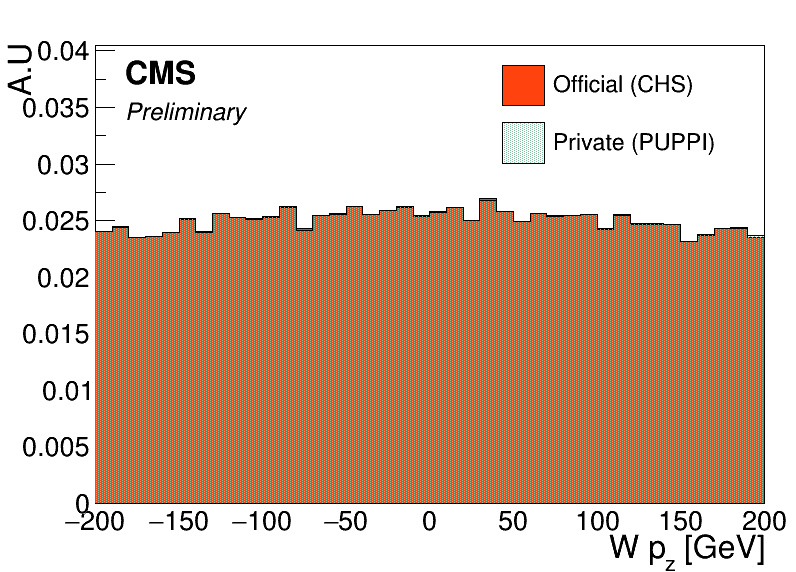 A.U
0.04
0.035
0.03
0.025
0.02
0.015
0.01
0.005
0
CMS
Preliminary
Official (CHS)
Private (PUPPI)
−200 −150 −100 −50 0 50 100 150 200
W p_z [GeV]